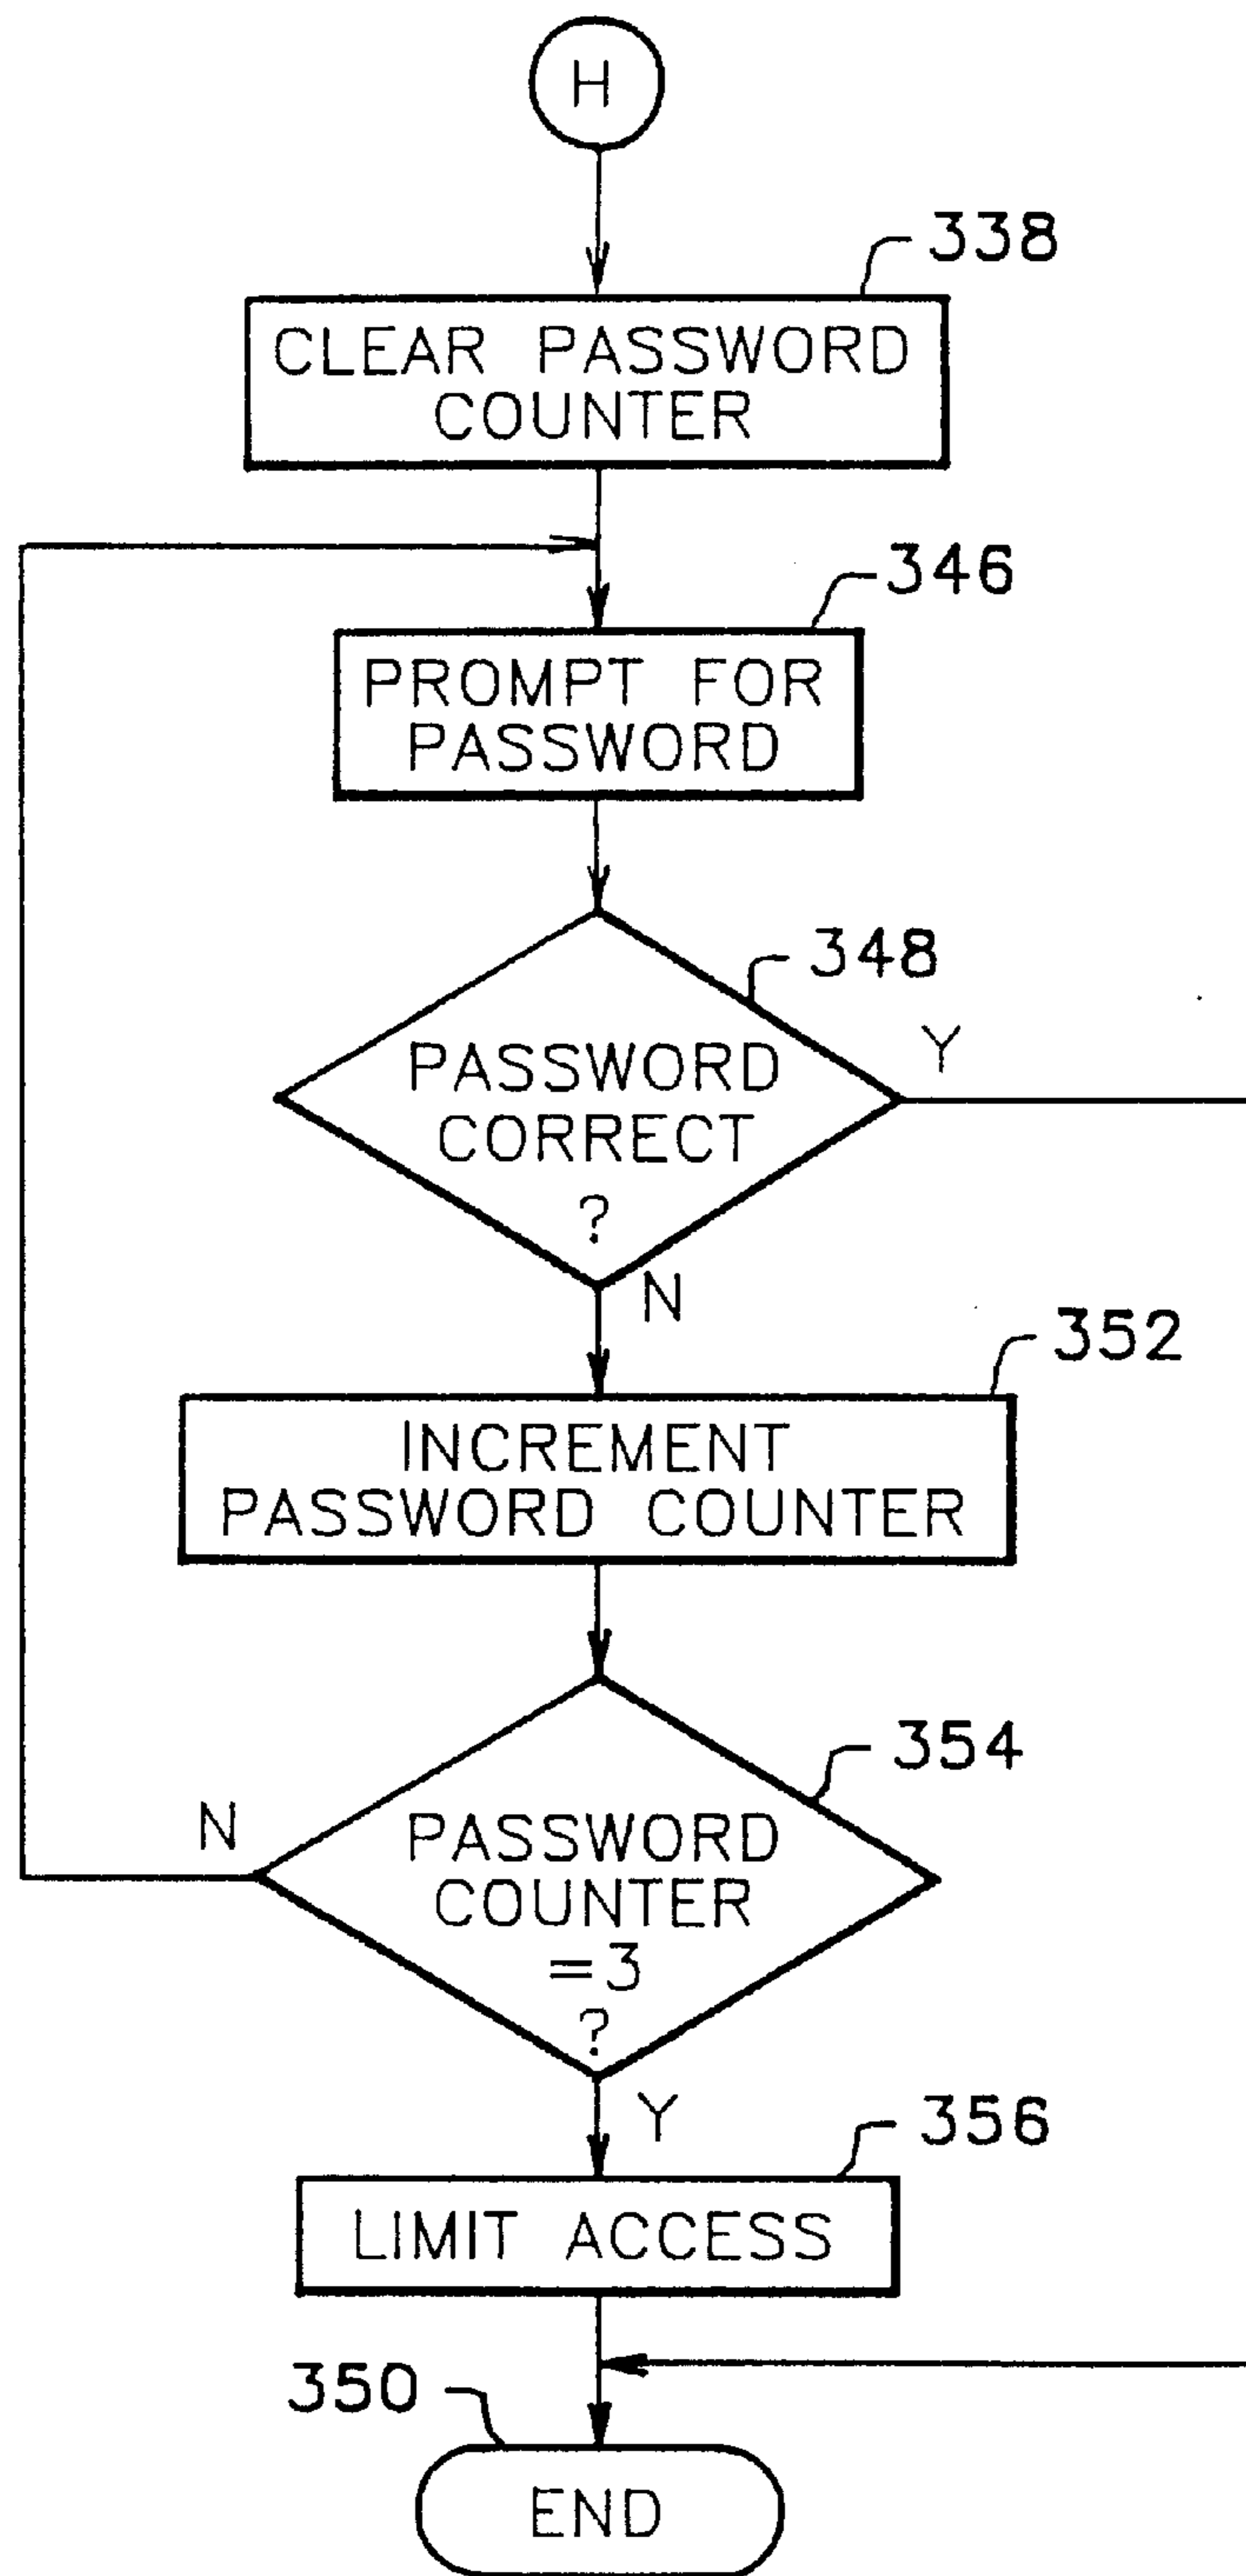 H
338
CLEAR PASSWORD
COUNTER
346
PROMPT FOR
PASSWORD
348
PASSWORD
CORRECT
?
Y
N
352
INCREMENT
PASSWORD COUNTER
354
PASSWORD
COUNTER
=3
?
N
Y
356
LIMIT ACCESS
350
END